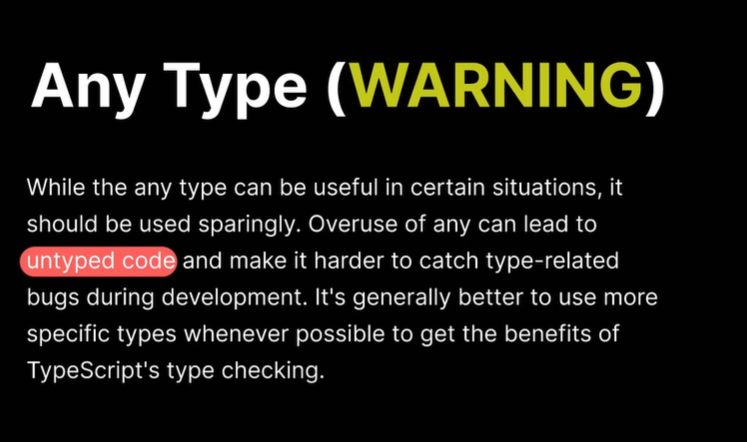 Any Type (WARNING)
While the any type can be useful in certain situations, it
should be used sparingly. Overuse of any can lead to
untyped code and make it harder to catch type-related
bugs during development. It's generally better to use more
specific types whenever possible to get the benefits of
TypeScript's type checking.